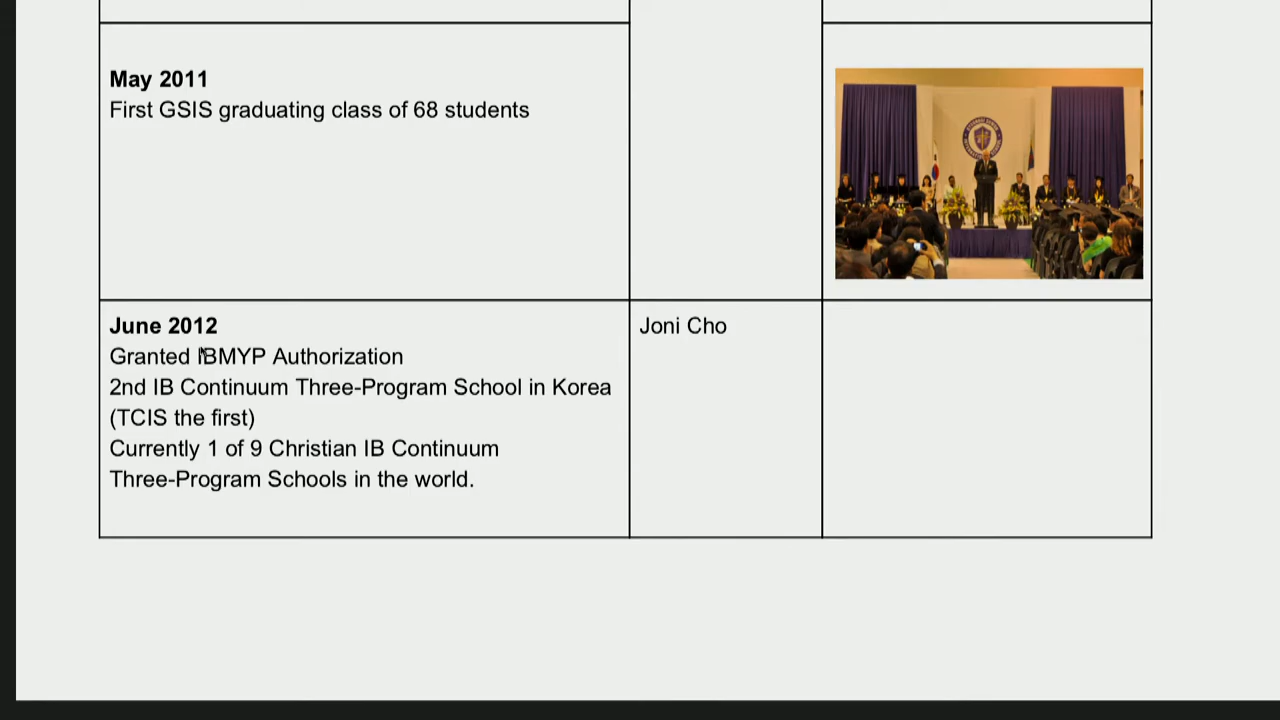 May 2011
First GSIS graduating class of 68 students
June 2012
Granted IBMYP Authorization
2nd IB Continuum Three-Program School in Korea
(TCIS the first)
Currently 1 of 9 Christian IB Continuum
Three-Program Schools in the world.
Joni Cho